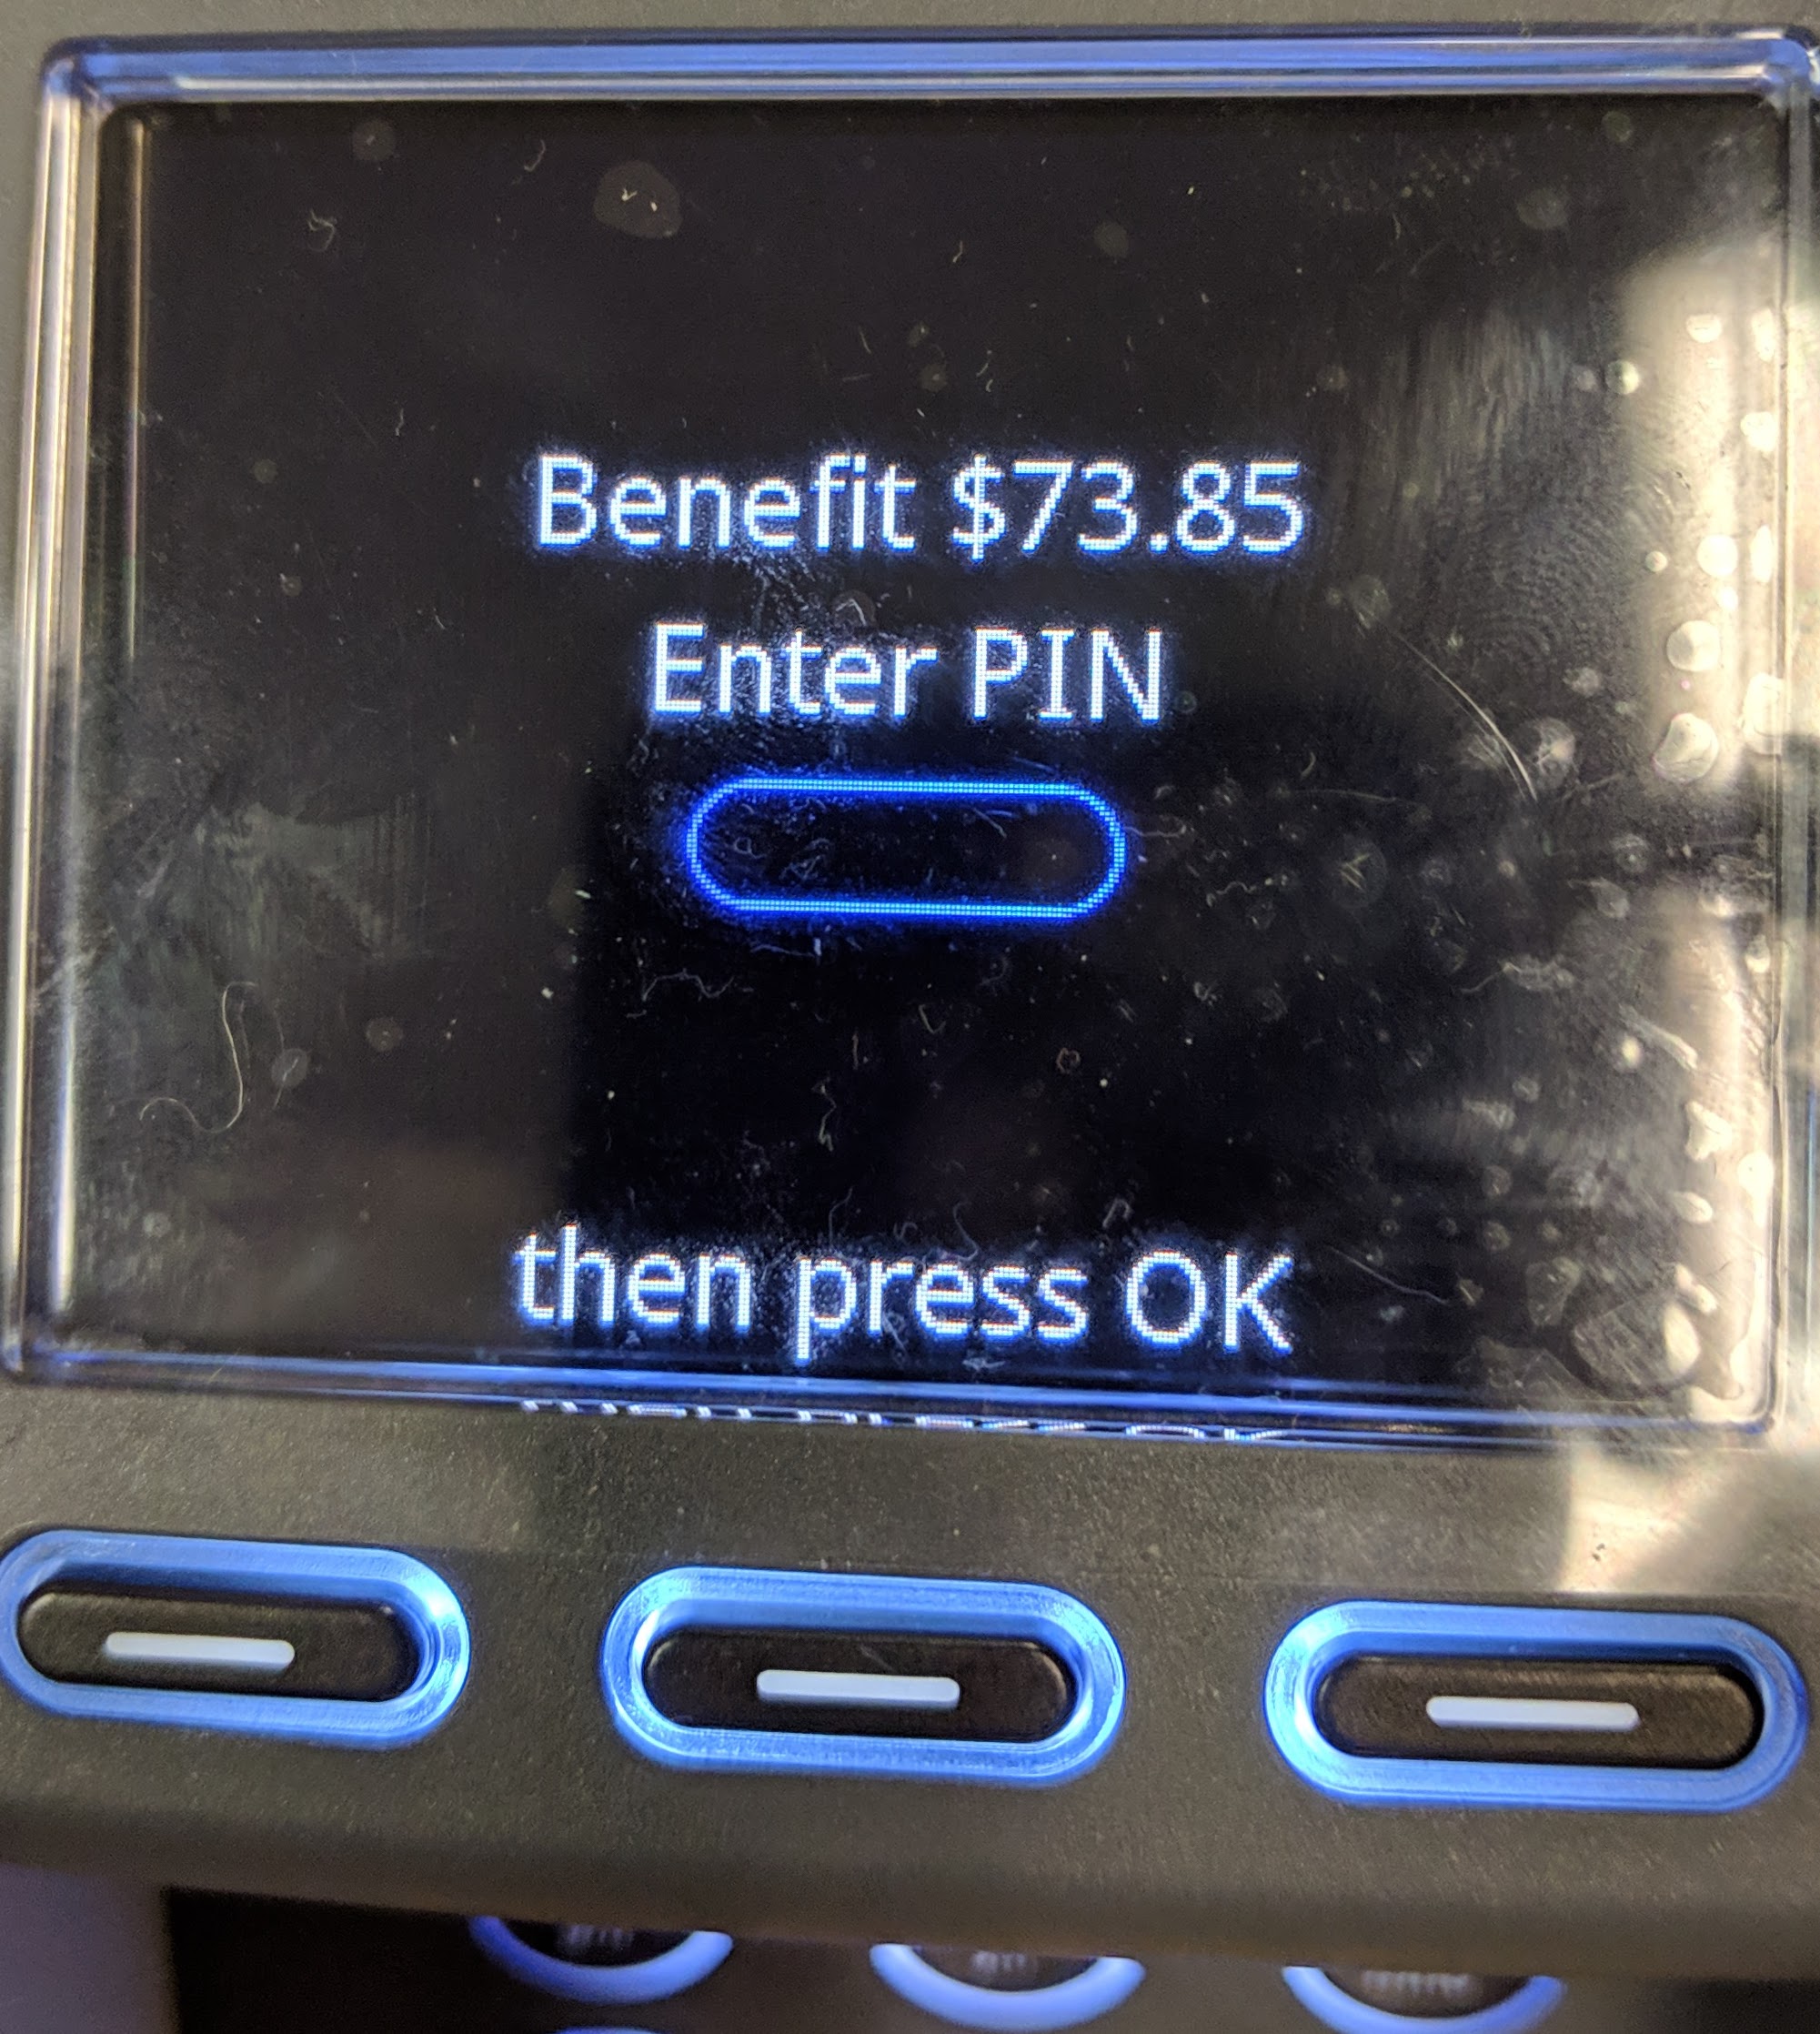 Benefit $73.85
Enter PIN
then press OK